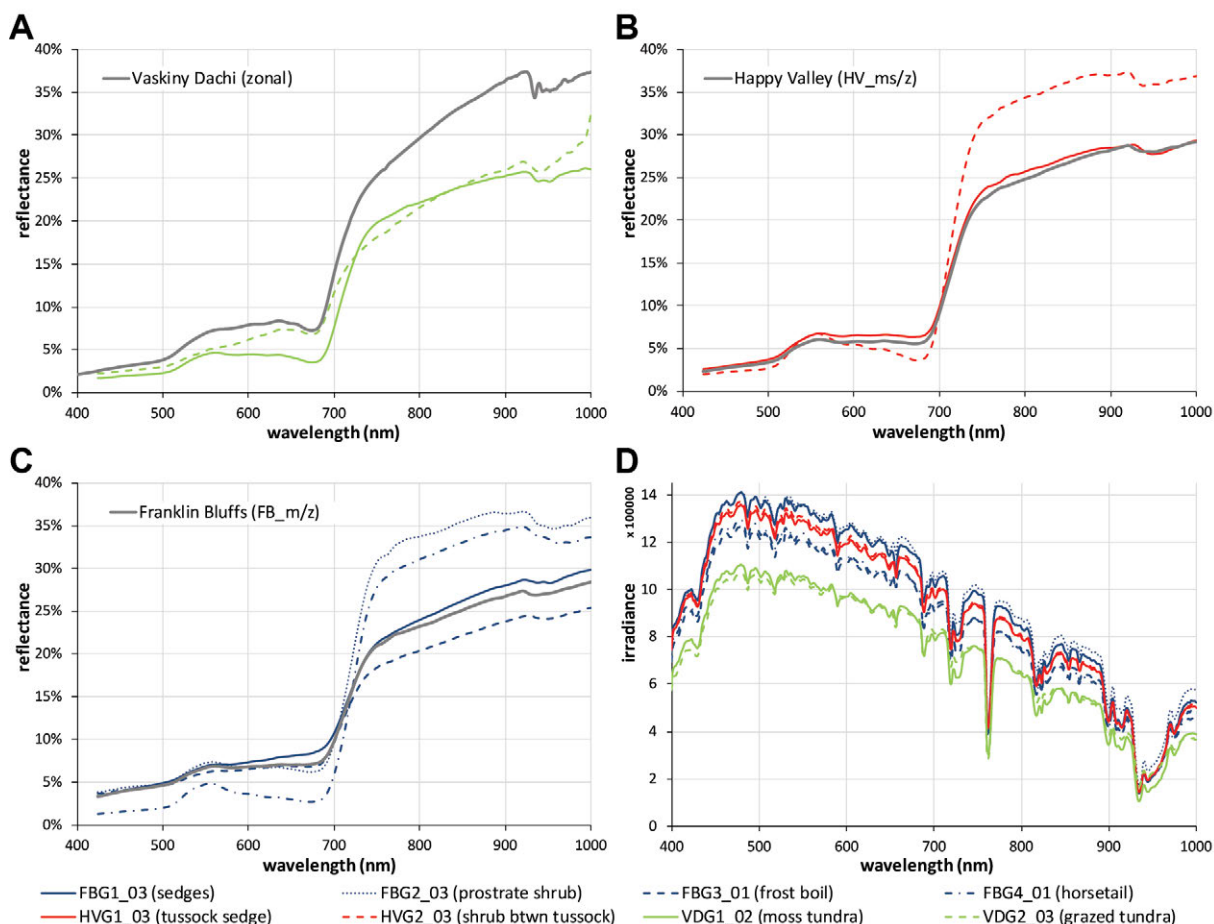 A
B
40%
35%
30%
25%
20%
15%
10%
5%
0%
reflectance
Vaskiny Dachi (zonal)
400 500 600 700 800 900 1000
wavelength (nm)
40%
35%
30%
25%
20%
15%
10%
5%
0%
reflectance
Happy Valley (HV_ms/z)
400 500 600 700 800 900 1000
wavelength (nm)
C
D
40%
35%
30%
25%
20%
15%
10%
5%
0%
reflectance
Franklin Bluffs (FB_m/z)
400 500 600 700 800 900 1000
wavelength (nm)
x 100000
14
12
10
8
6
4
2
0
irradiance
400 500 600 700 800 900 1000
wavelength (nm)
FBG1_03 (sedges) FBG2_03 (prostrate shrub) FBG3_01 (frost boil) FBG4_01 (horsetail)
HVG1_03 (tussock sedge) HVG2_03 (shrub btwn tussock) VDG1_02 (moss tundra) VDG2_03 (grazed tundra)